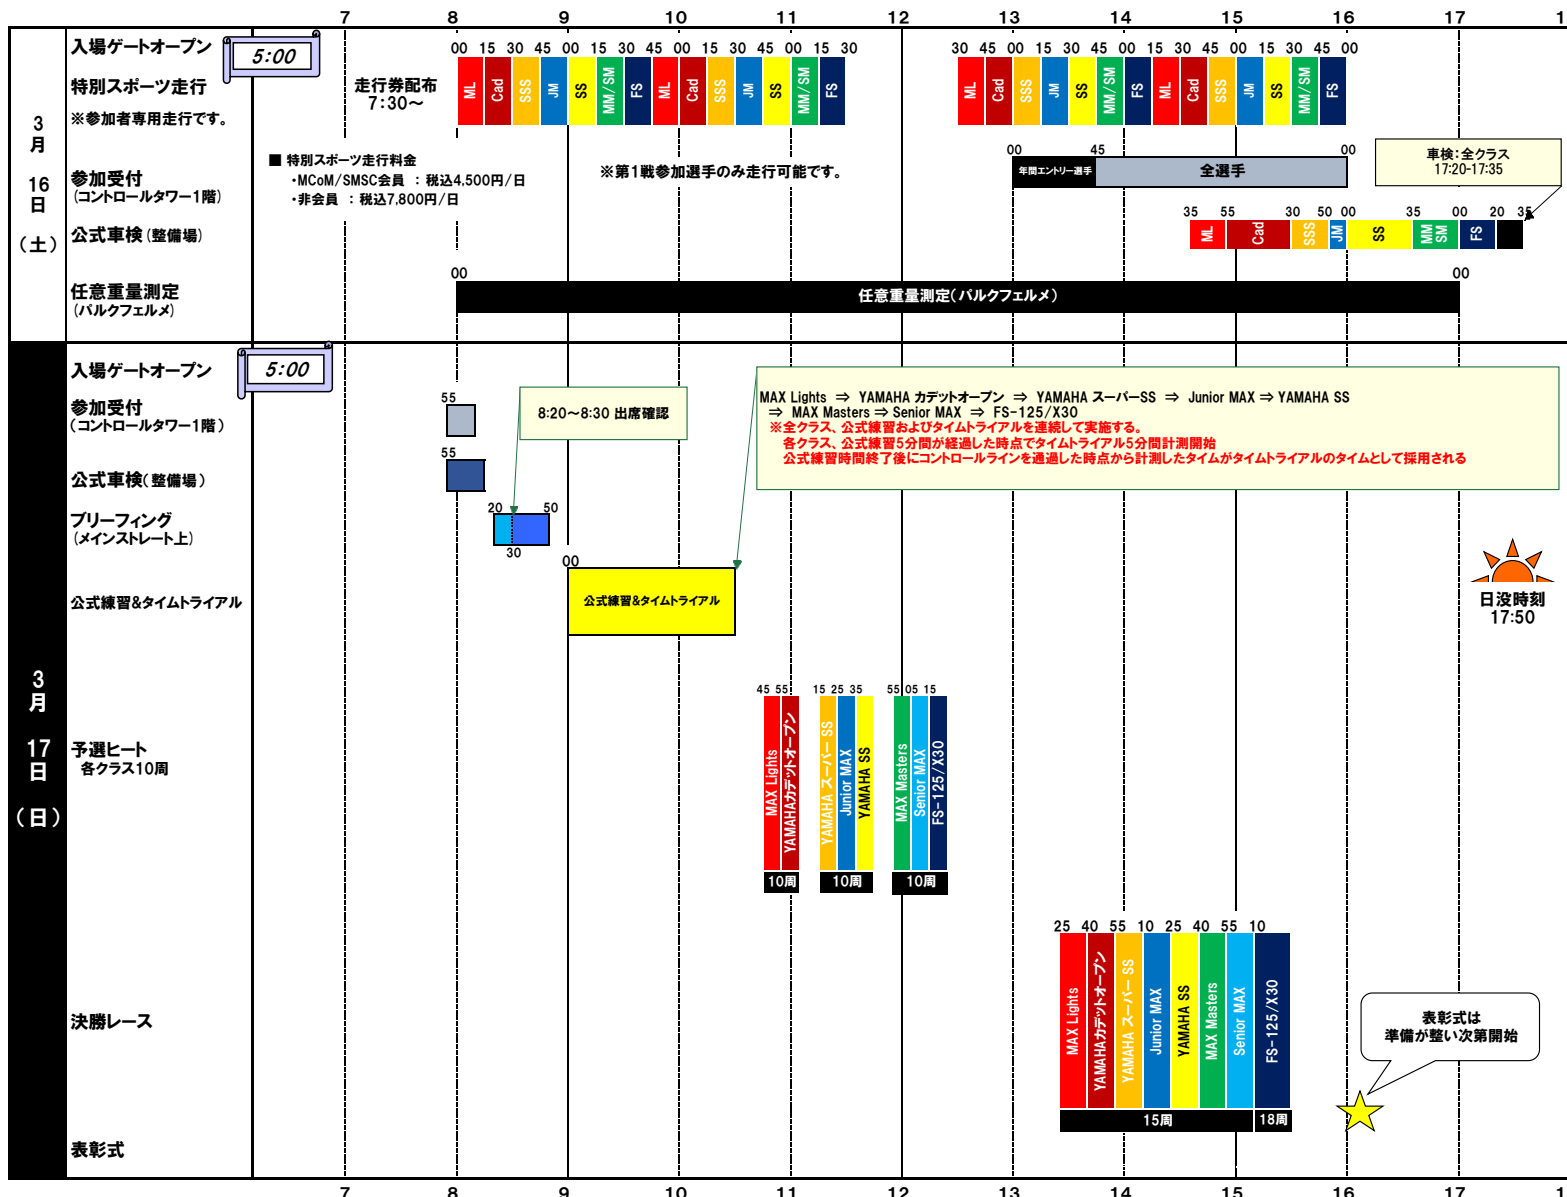 7 8 9 10 11 12 13 14 15 16 17 1
3月16日(土)
入場ゲートオープン
5:00
00 15 30 45 00 15 30 45 00 15 30 45 00 15 30
30 45 00 15 30 45 00 15 30 45 00 15 30 45 00
特別スポーツ走行
走行券配布
7:30～
ML Cad SSS JM SS MM/SM FS ML Cad SSS JM SS MM/SM FS
ML Cad SSS JM SS MM/SM FS ML Cad SSS JM SS MM/SM FS
※参加者専用走行です。
■ 特別スポーツ走行料金
・MCoM/SMSC会員 : 税込4,500円/日
・非会員 : 税込7,800円/日
※第1戦参加選手のみ走行可能です。
参加受付
(コントロールタワー1階)
00 45 00
年間エントリー選手 全選手
車検:全クラス
17:20-17:35
公式車検(整備場)
35 55 30 50 00 35 00 20 35
ML Cad SSS JM SS MM SM FS
任意重量測定
(パルクフェルメ)
00 00
任意重量測定(パルクフェルメ)
3月17日(日)
入場ゲートオープン
5:00
参加受付
(コントロールタワー1階)
55
8:20～8:30 出席確認
MAX Lights ⇒ YAMAHA カデットオープン ⇒ YAMAHA スーパーSS ⇒ Junior MAX ⇒ YAMAHA SS
⇒ MAX Masters ⇒ Senior MAX ⇒ FS-125/X30
※全クラス、公式練習およびタイムトライアルを連続して実施する。
各クラス、公式練習5分間が経過した時点でタイムトライアル5分間計測開始
公式練習時間終了後にコントロールラインを通過した時点から計測したタイムがタイムトライアルのタイムとして採用される
公式車検(整備場)
55
ブリーフィング
(メインストレート上)
20 50
30
公式練習&タイムトライアル
00
公式練習&タイムトライアル
日没時刻
17:50
予選ヒート
各クラス10周
45 55 15 25 35 55 05 15
MAX Lights
YAMAHAカデットオープン
YAMAHA スーパー SS
Junior MAX
YAMAHA SS
MAX Masters
Senior MAX
FS-125/X30
10周 10周 10周
決勝レース
25 40 55 10 25 40 55 10
MAX Lights
YAMAHAカデットオープン
YAMAHA スーパー SS
Junior MAX
YAMAHA SS
MAX Masters
Senior MAX
FS-125/X30
15周 18周
表彰式は
準備が整い次第開始
表彰式
7 8 9 10 11 12 13 14 15 16 17 1